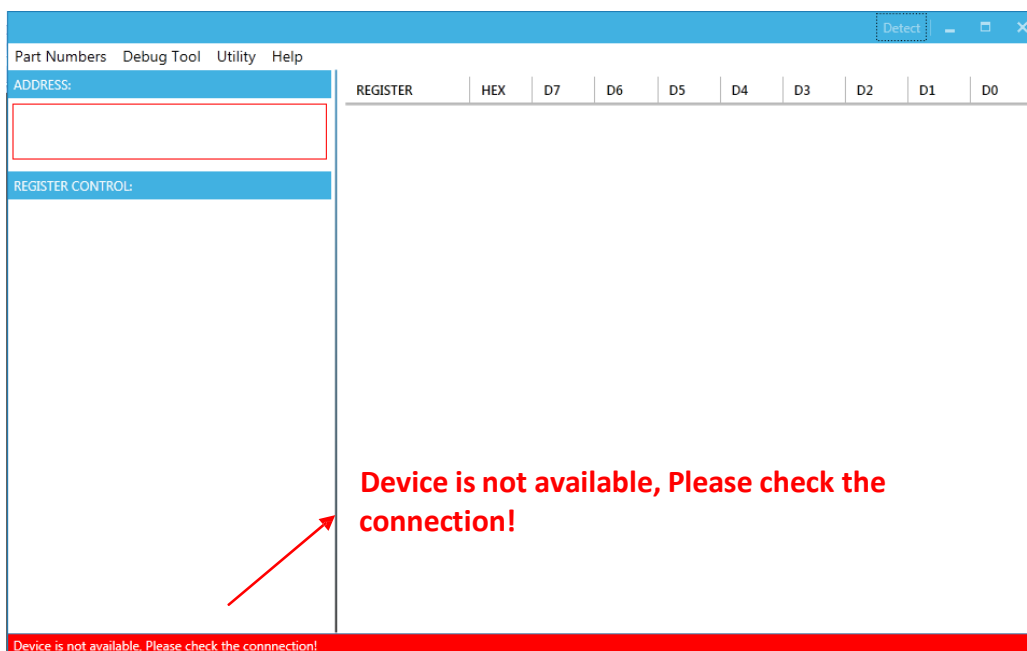 Detect
Part Numbers Debug Tool Utility Help
ADDRESS:
REGISTER HEX D7 D6 D5 D4 D3 D2 D1 D0
REGISTER CONTROL:
Device is not available, Please check the
connection!
Device is not available, Please check the connnection!